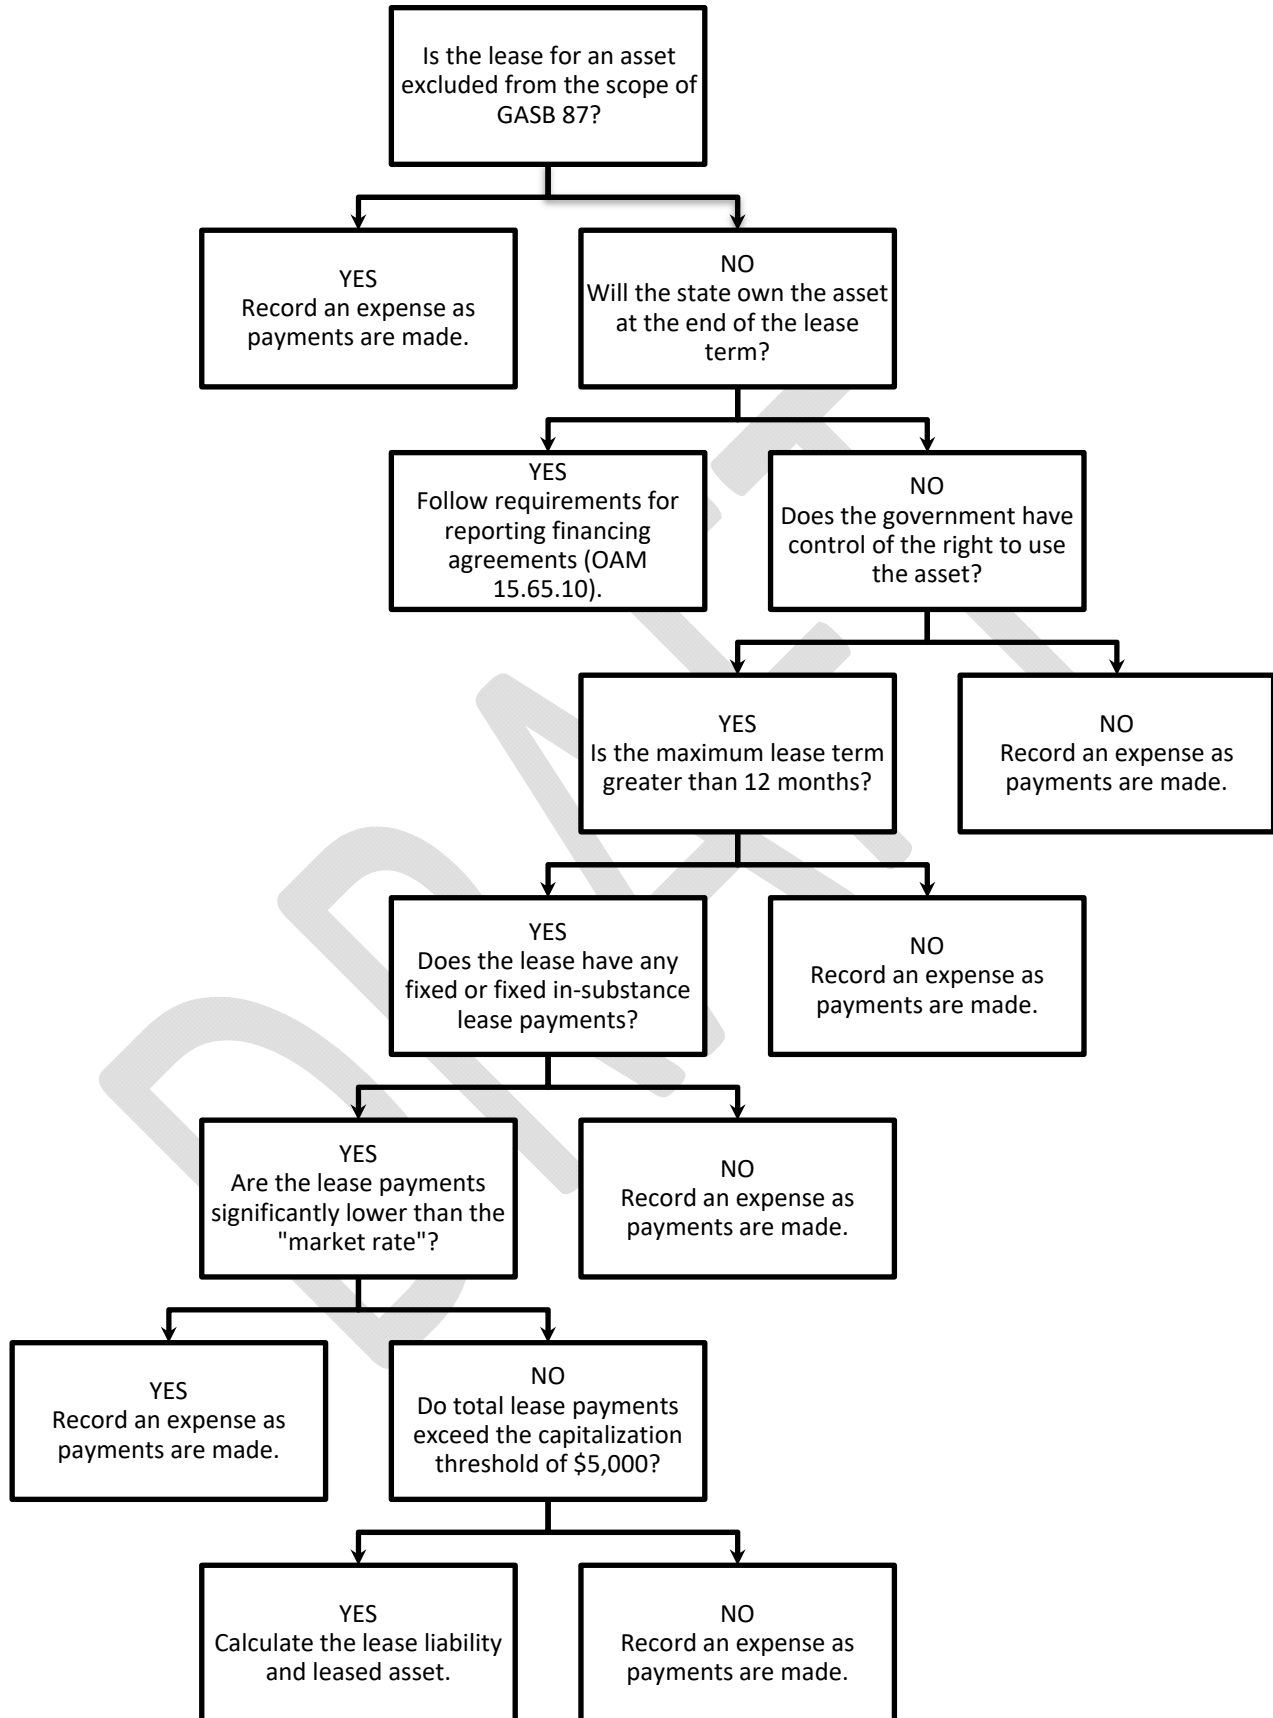 Is the lease for an asset
excluded from the scope of
GASB 87?
YES
Record an expense as
payments are made.
NO
Will the state own the asset
at the end of the lease
term?
YES
Follow requirements for
reporting financing
agreements (OAM
15.65.10).
NO
Does the government have
control of the right to use
the asset?
YES
Is the maximum lease term
greater than 12 months?
NO
Record an expense as
payments are made.
YES
Does the lease have any
fixed or fixed in-substance
lease payments?
NO
Record an expense as
payments are made.
YES
Are the lease payments
significantly lower than the
"market rate"?
NO
Record an expense as
payments are made.
YES
Record an expense as
payments are made.
NO
Do total lease payments
exceed the capitalization
threshold of $5,000?
YES
Calculate the lease liability
and leased asset.
NO
Record an expense as
payments are made.
DRAFT